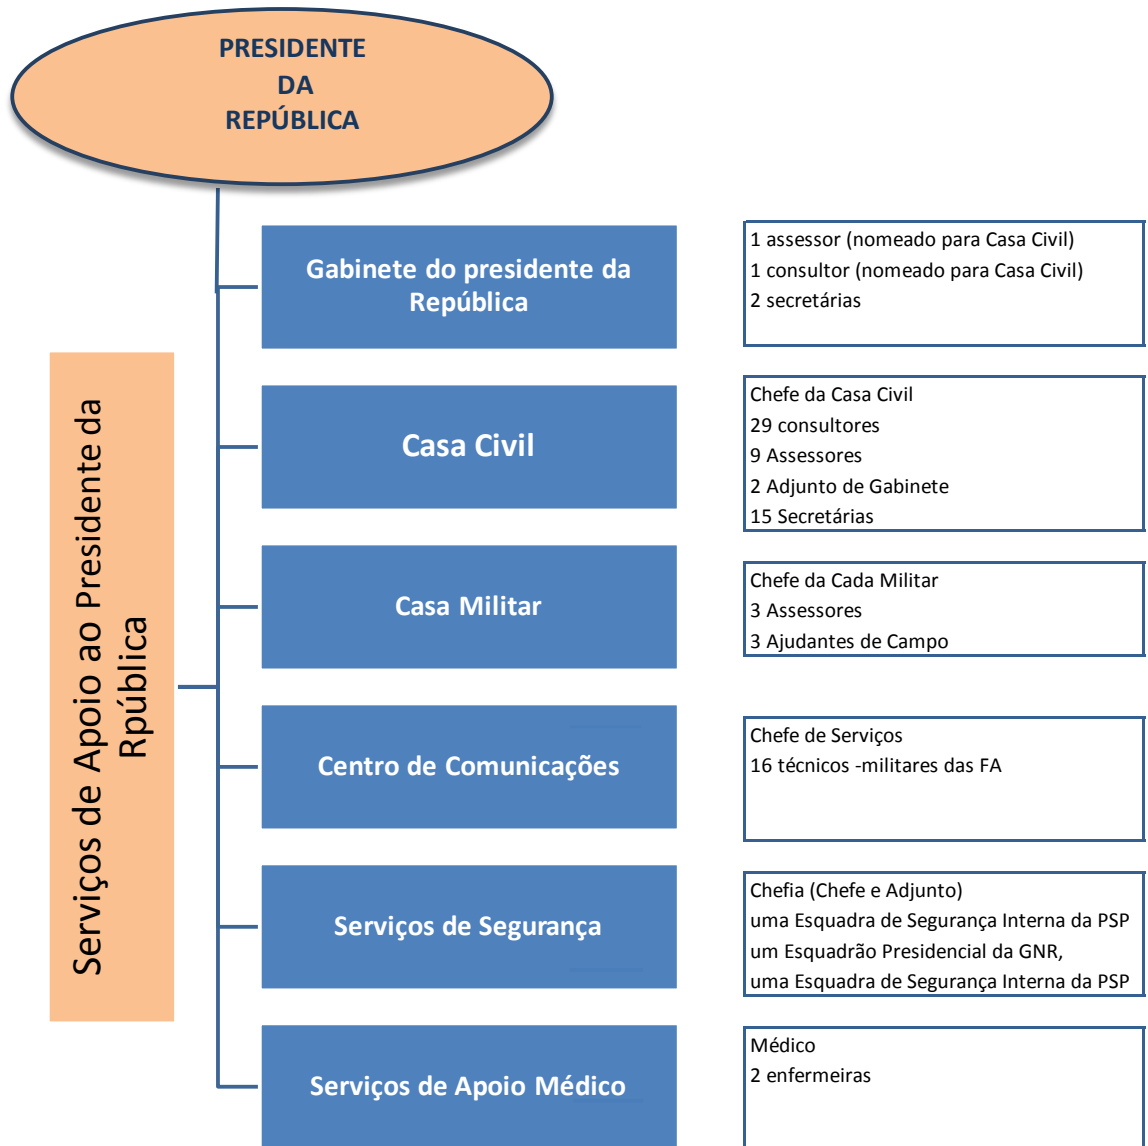 PRESIDENTE
DA
REPÚBLICA
Serviços de Apoio ao Presidente da
Rpública
Gabinete do presidente da
República
1 assessor (nomeado para Casa Civil)
1 consultor (nomeado para Casa Civil)
2 secretárias
Casa Civil
Chefe da Casa Civil
29 consultores
9 Assessores
2 Adjunto de Gabinete
15 Secretárias
Casa Militar
Chefe da Cada Militar
3 Assessores
3 Ajudantes de Campo
Centro de Comunicações
Chefe de Serviços
16 técnicos -militares das FA
Serviços de Segurança
Chefia (Chefe e Adjunto)
uma Esquadra de Segurança Interna da PSP
um Esquadrão Presidencial da GNR,
uma Esquadra de Segurança Interna da PSP
Serviços de Apoio Médico
Médico
2 enfermeiras